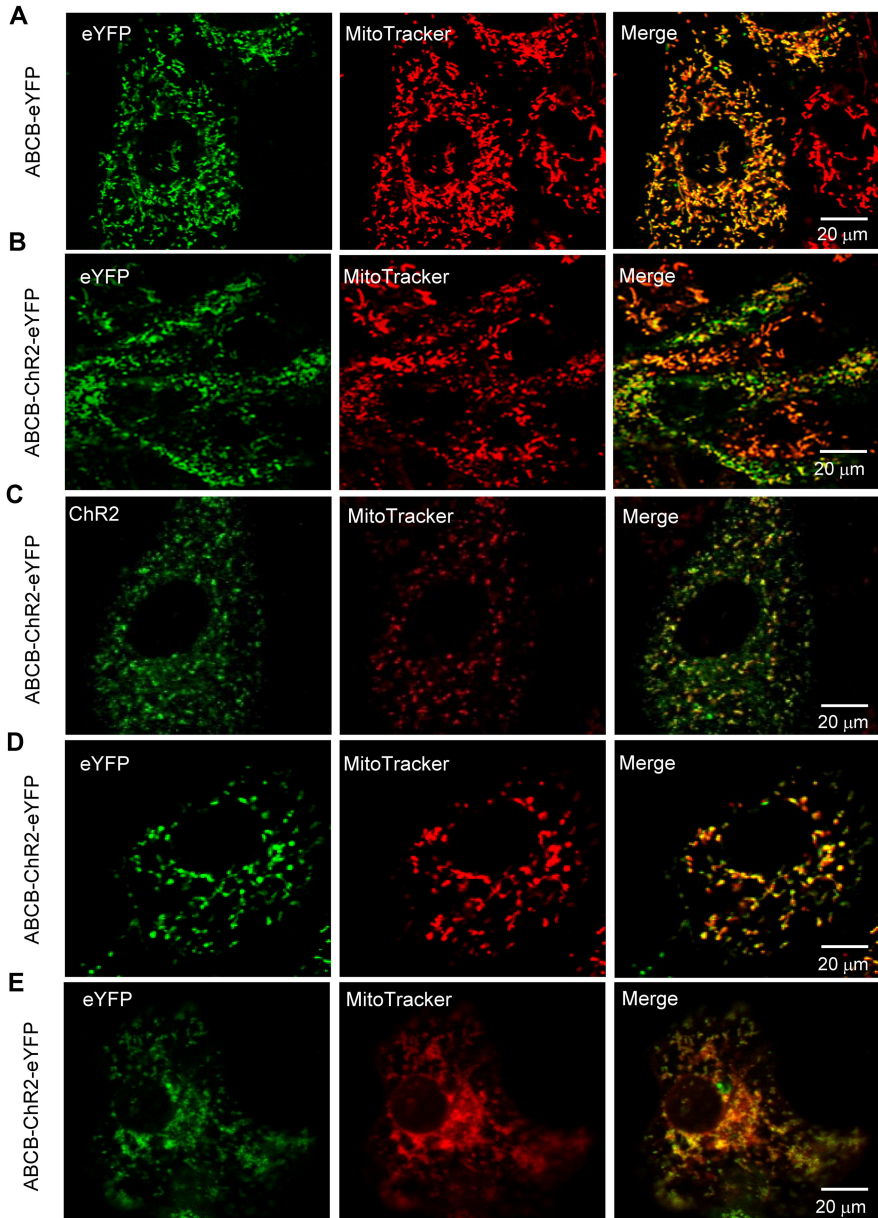 A
ABCB-eYFP
eYFP
MitoTracker
Merge
20 μm
B
ABCB-ChR2-eYFP
eYFP
MitoTracker
Merge
20 μm
C
ABCB-ChR2-eYFP
ChR2
MitoTracker
Merge
20 μm
D
ABCB-ChR2-eYFP
eYFP
MitoTracker
Merge
20 μm
E
ABCB-ChR2-eYFP
eYFP
MitoTracker
Merge
20 μm